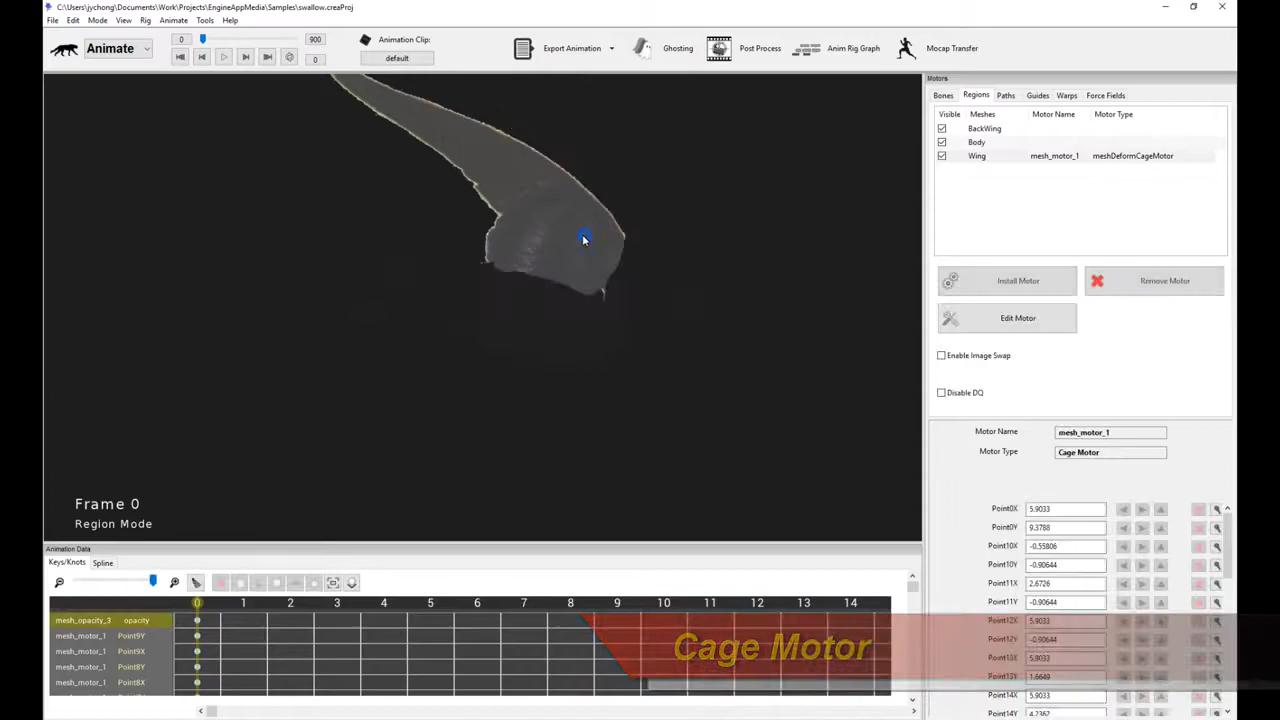 C:\Users\jychong\Documents\Work\Projects\EngineAppMedia\Samples\swallow.creaProj
File Edit Mode View Rig Animate Tools Help
Animate
0 900
0
Animation Clip:
default
Export Animation
Ghosting
Post Process
Anim Rig Graph
Mocap Transfer
Motors
Bones Regions Paths Guides Warps Force Fields
Visible Meshes Motor Name Motor Type
BackWing
Body
Wing mesh_motor_1 meshDeformCageMotor
Install Motor Remove Motor
Edit Motor
Enable Image Swap
Disable DQ
Motor Name mesh_motor_1
Motor Type Cage Motor
Point0X 5.9033
Point0Y 9.3788
Point10X -0.55806
Point10Y -0.90644
Point11X 2.6726
Point11Y -0.90644
Point12X 5.9033
Point12Y -0.90644
Point13X 5.9033
Point13Y 1.6649
Point14X 5.9033
Point14Y 4.2362
Frame 0
Region Mode
Animation Data
Keys/Knots Spline
0 1 2 3 4 5 6 7 8 9 10 11 12 13 14
mesh_opacity_3 opacity
mesh_motor_1 Point9Y
mesh_motor_1 Point9X
mesh_motor_1 Point8Y
mesh_motor_1 Point8X
Cage Motor